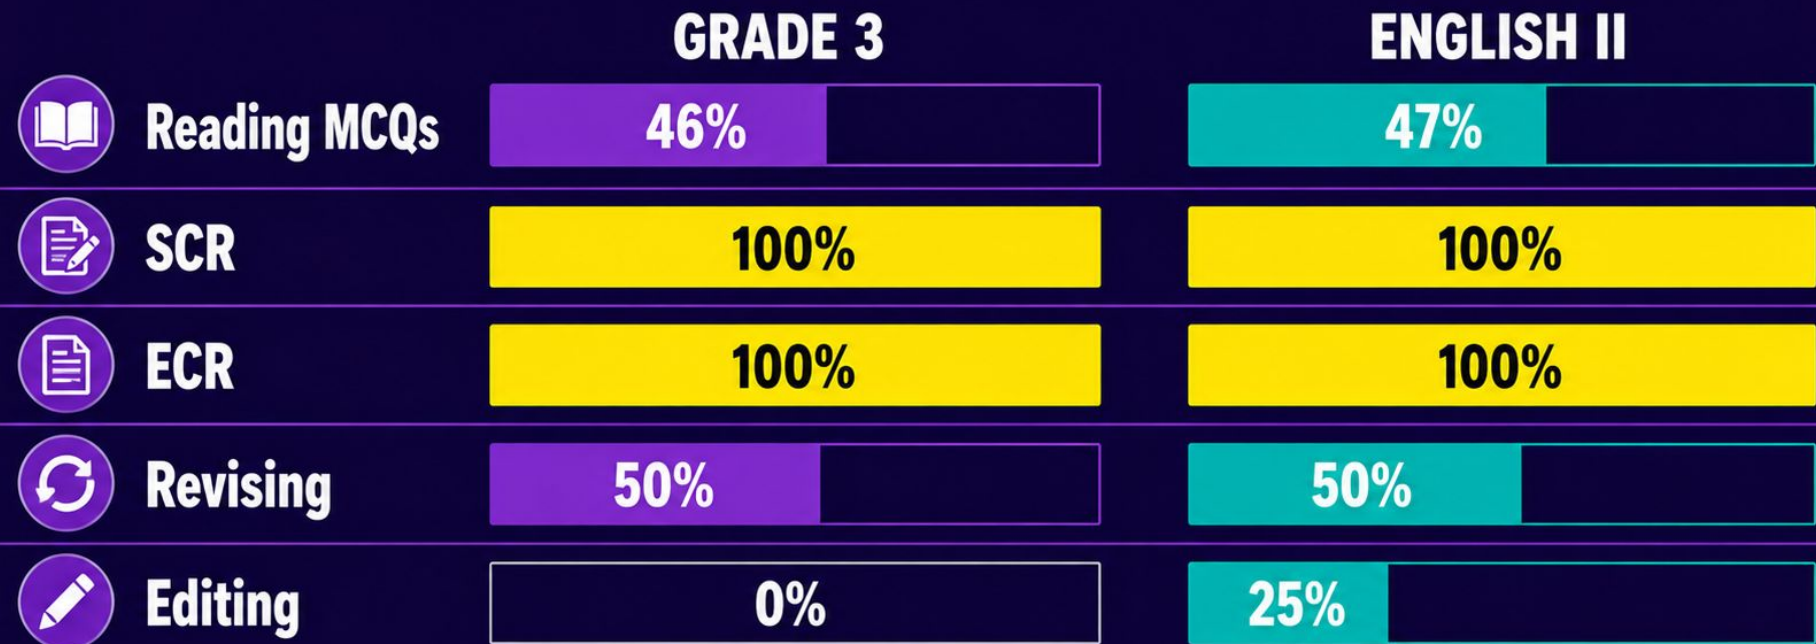 GRADE 3 ENGLISH II
Reading MCQs 46% 47%
SCR 100% 100%
ECR 100% 100%
Revising 50% 50%
Editing 0% 25%